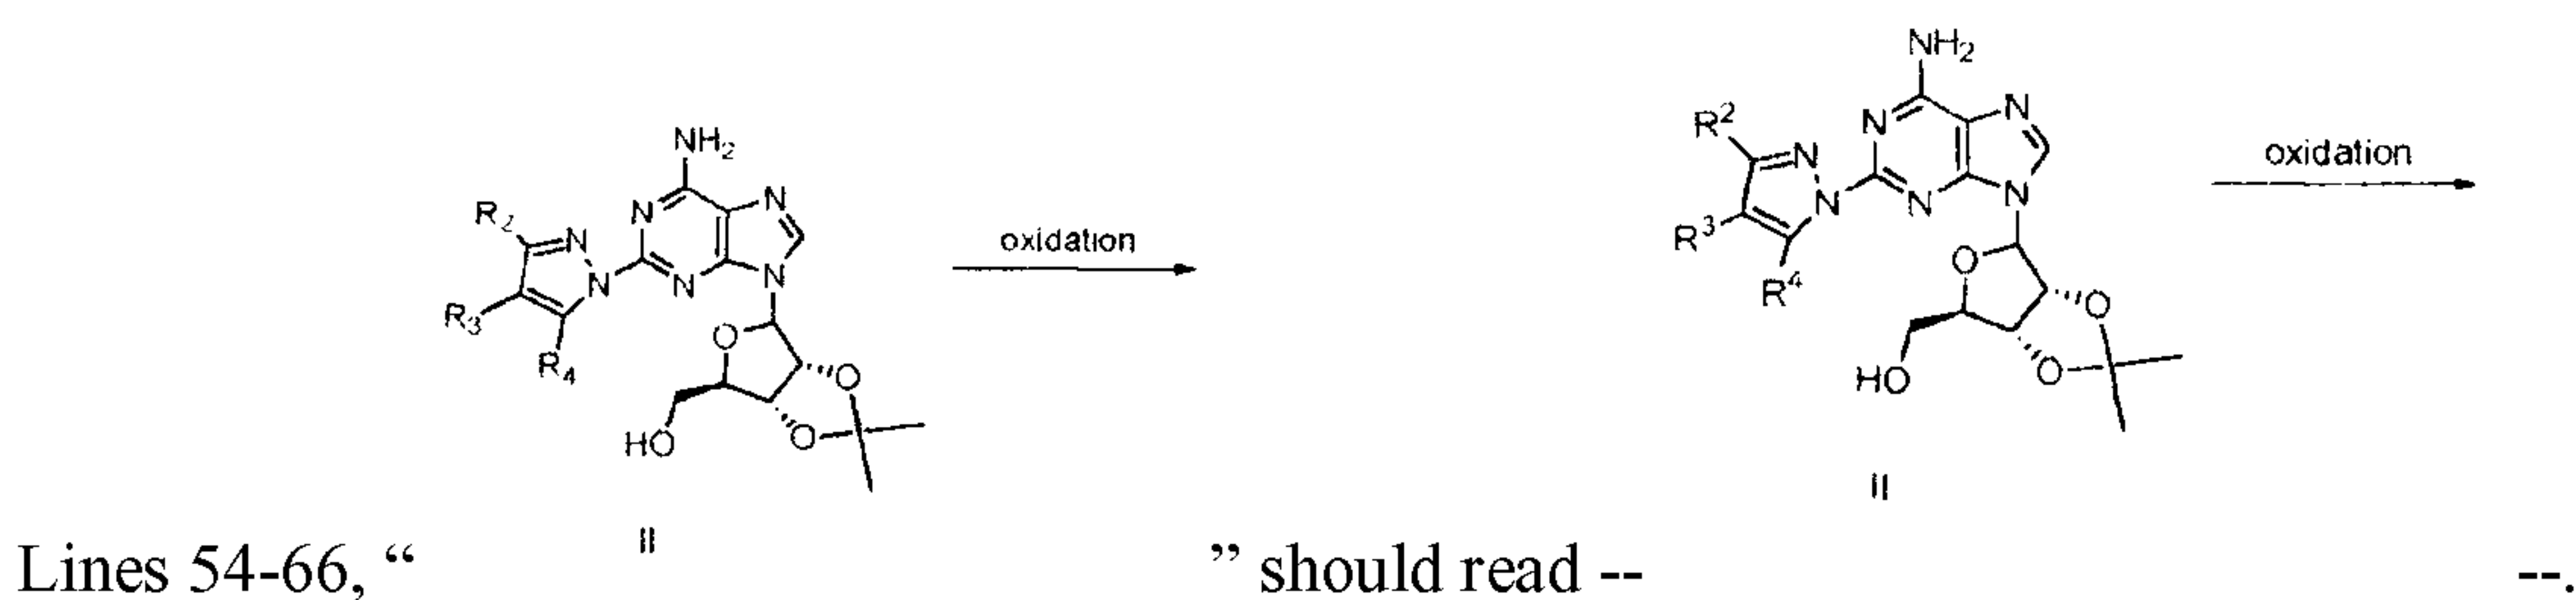 NH2
R2
N
N
N
R3
N
N
N
R4
O
O
HO
O
oxidation
II
NH2
R2
N
N
N
R3
N
N
N
R4
O
O
HO
O
oxidation
II
Lines 54-66, “ ” should read -- --.